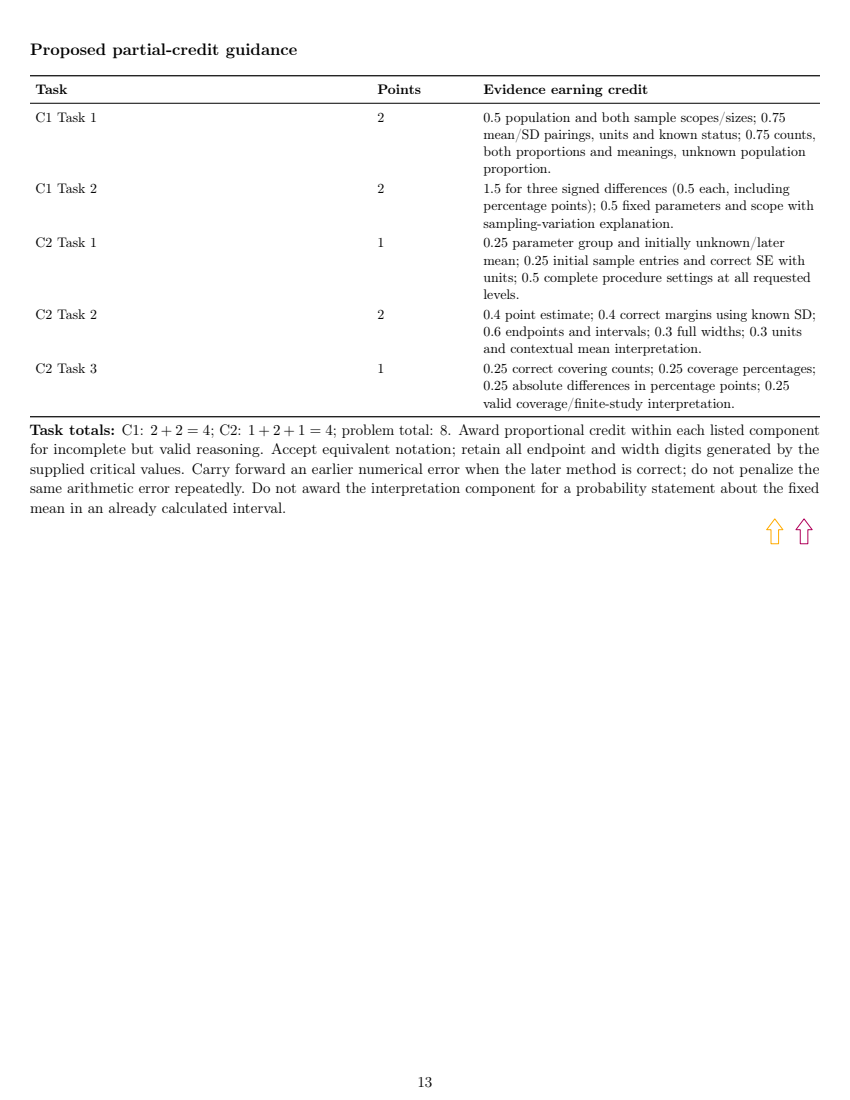 Proposed partial-credit guidance
Task Points Evidence earning credit
C1 Task 1 2 0.5 population and both sample scopes/sizes; 0.75
mean/SD pairings, units and known status; 0.75 counts,
both proportions and meanings, unknown population
proportion.
C1 Task 2 2 1.5 for three signed differences (0.5 each, including
percentage points); 0.5 fixed parameters and scope with
sampling-variation explanation.
C2 Task 1 1 0.25 parameter group and initially unknown/later
mean; 0.25 initial sample entries and correct SE with
units; 0.5 complete procedure settings at all requested
levels.
C2 Task 2 2 0.4 point estimate; 0.4 correct margins using known SD;
0.6 endpoints and intervals; 0.3 full widths; 0.3 units
and contextual mean interpretation.
C2 Task 3 1 0.25 correct covering counts; 0.25 coverage percentages;
0.25 absolute differences in percentage points; 0.25
valid coverage/finite-study interpretation.
Task totals: C1: 2 + 2 = 4; C2: 1 + 2 + 1 = 4; problem total: 8. Award proportional credit within each listed component
for incomplete but valid reasoning. Accept equivalent notation; retain all endpoint and width digits generated by the
supplied critical values. Carry forward an earlier numerical error when the later method is correct; do not penalize the
same arithmetic error repeatedly. Do not award the interpretation component for a probability statement about the fixed
mean in an already calculated interval.
13